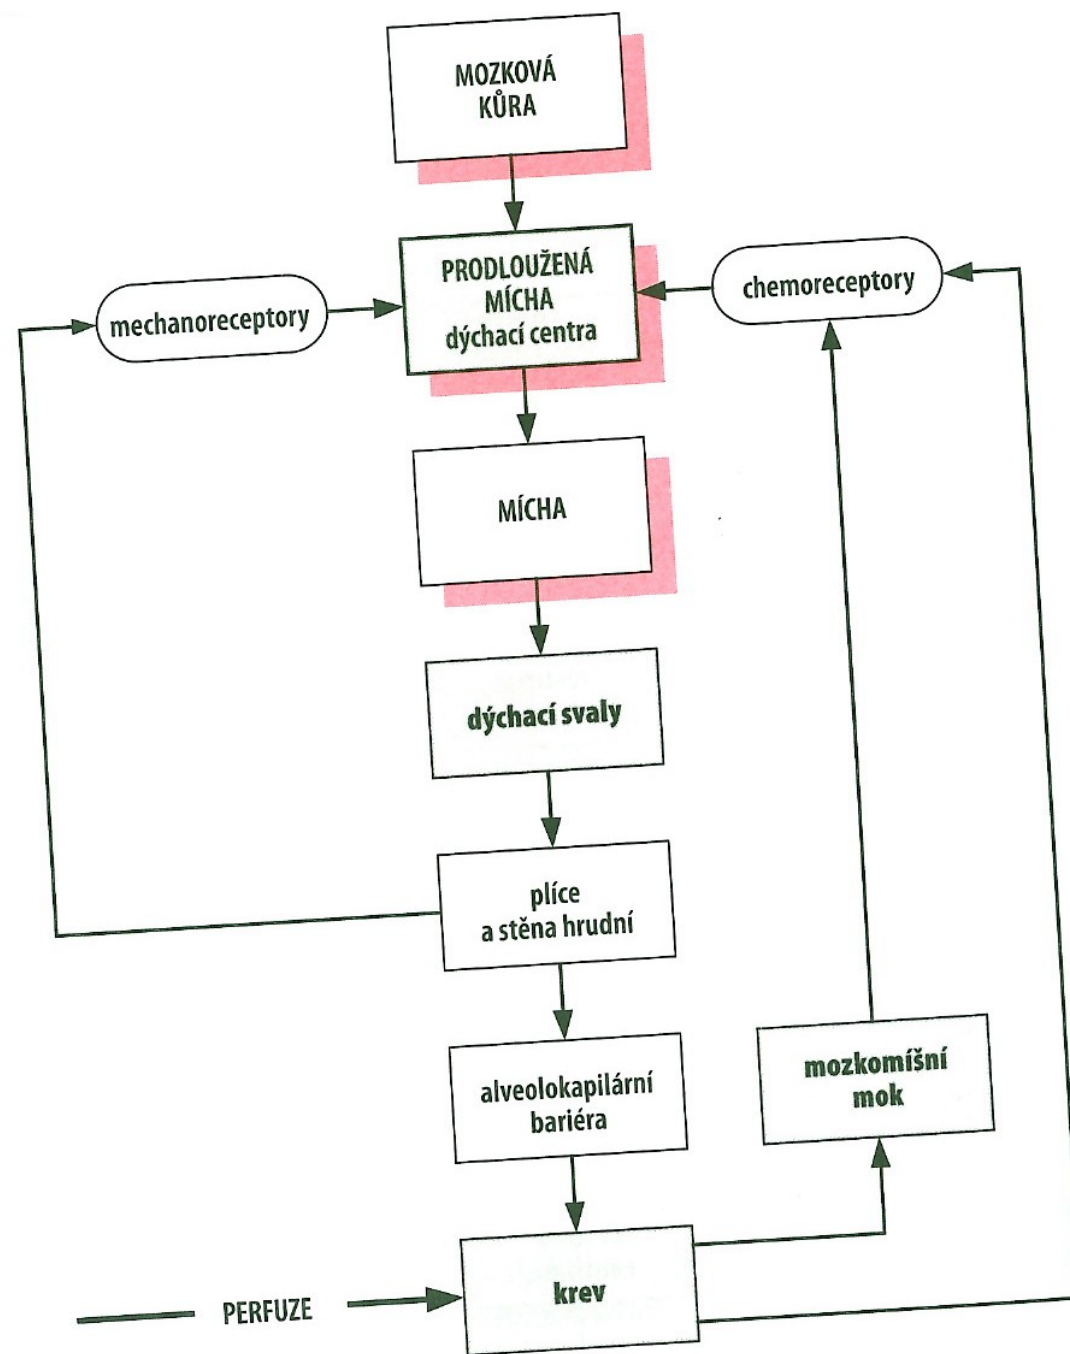 MOZKOVÁ
KŮRA
PRODLOUŽENÁ
MÍCHA
dýchací centra
mechanoreceptory
chemoreceptory
MÍCHA
dýchací svaly
plíce
a stěna hrudní
alveolokapilární
bariéra
mozkomíšní
mok
krev
PERFUZE